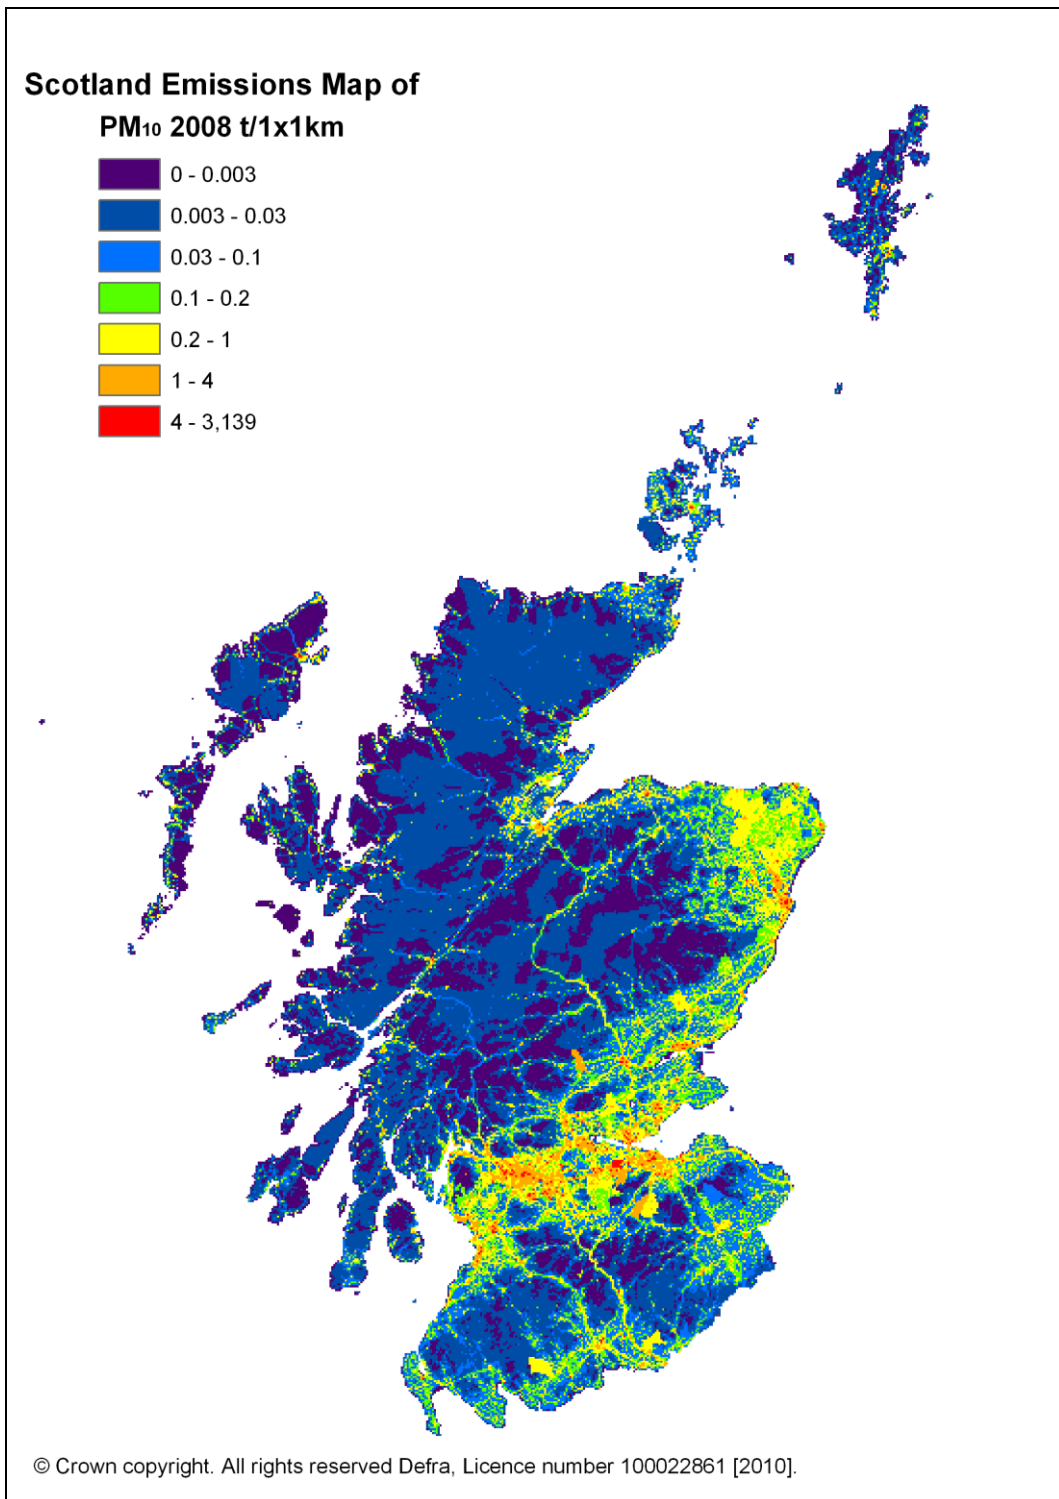 Scotland Emissions Map of
PM10 2008 t/1x1km
0 - 0.003
0.003 - 0.03
0.03 - 0.1
0.1 - 0.2
0.2 - 1
1 - 4
4 - 3,139
© Crown copyright. All rights reserved Defra, Licence number 100022861 [2010].